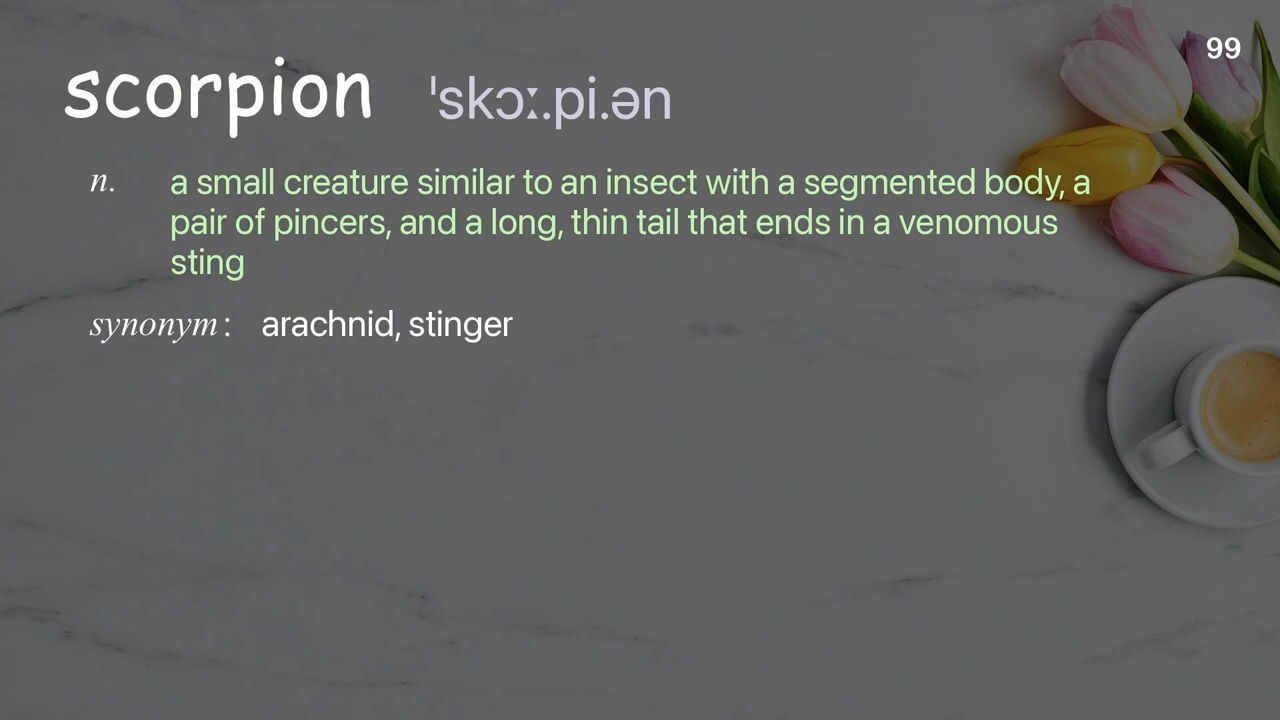 99
scorpion ˈskɔː.pi.ən
n. a small creature similar to an insect with a segmented body, a
pair of pincers, and a long, thin tail that ends in a venomous
sting
synonym: arachnid, stinger